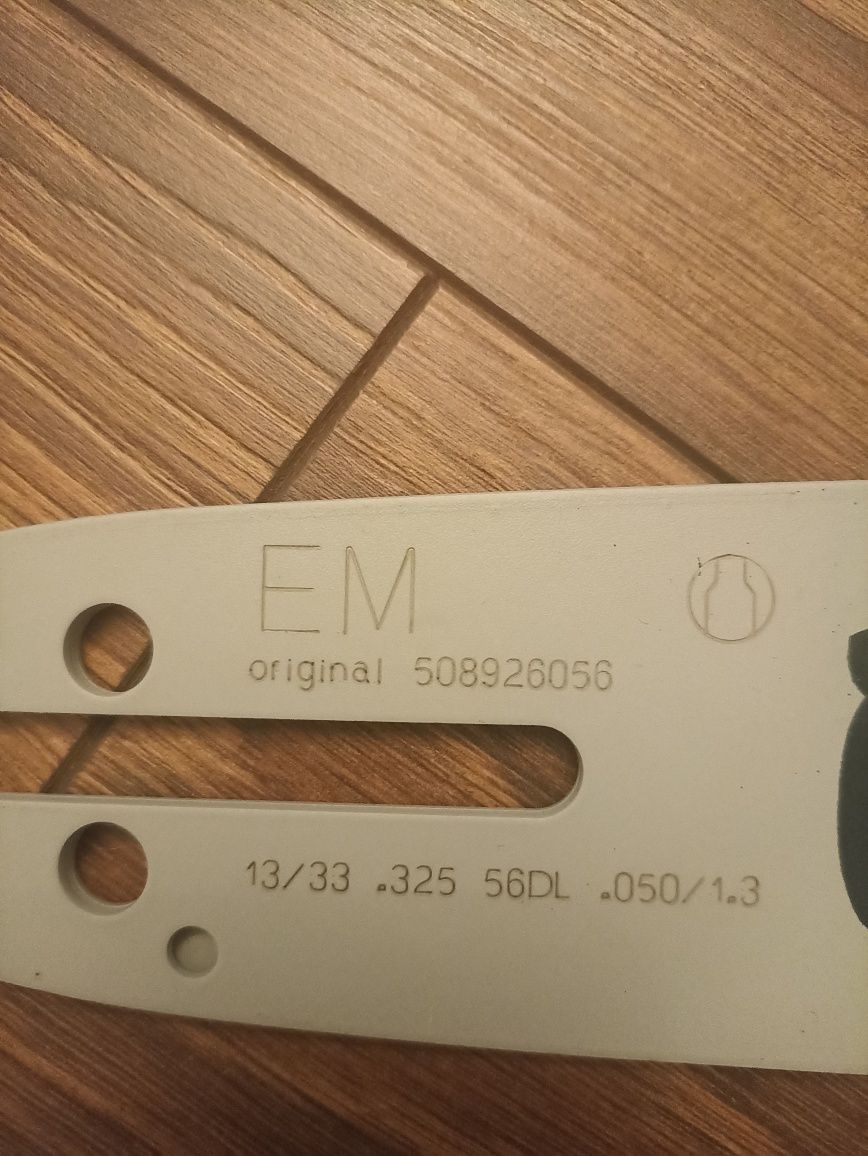 EM
original 508926056
13/33 .325 56DL .050/1.3